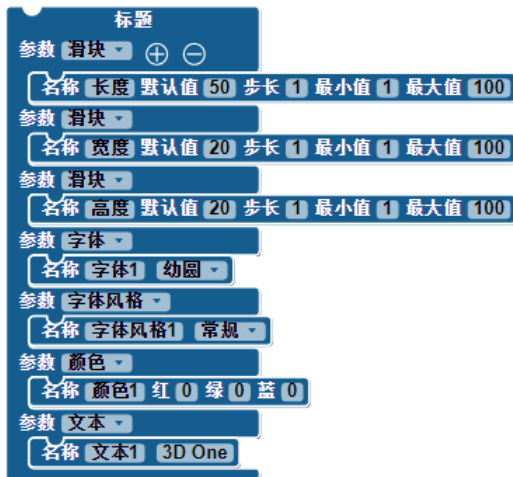 标题
参数 滑块
名称 长度 默认值 50 步长 1 最小值 1 最大值 100
参数 滑块
名称 宽度 默认值 20 步长 1 最小值 1 最大值 100
参数 滑块
名称 高度 默认值 20 步长 1 最小值 1 最大值 100
参数 字体
名称 字体1 幼圆
参数 字体风格
名称 字体风格1 常规
参数 颜色
名称 颜色1 红 0 绿 0 蓝 0
参数 文本
名称 文本1 3D One